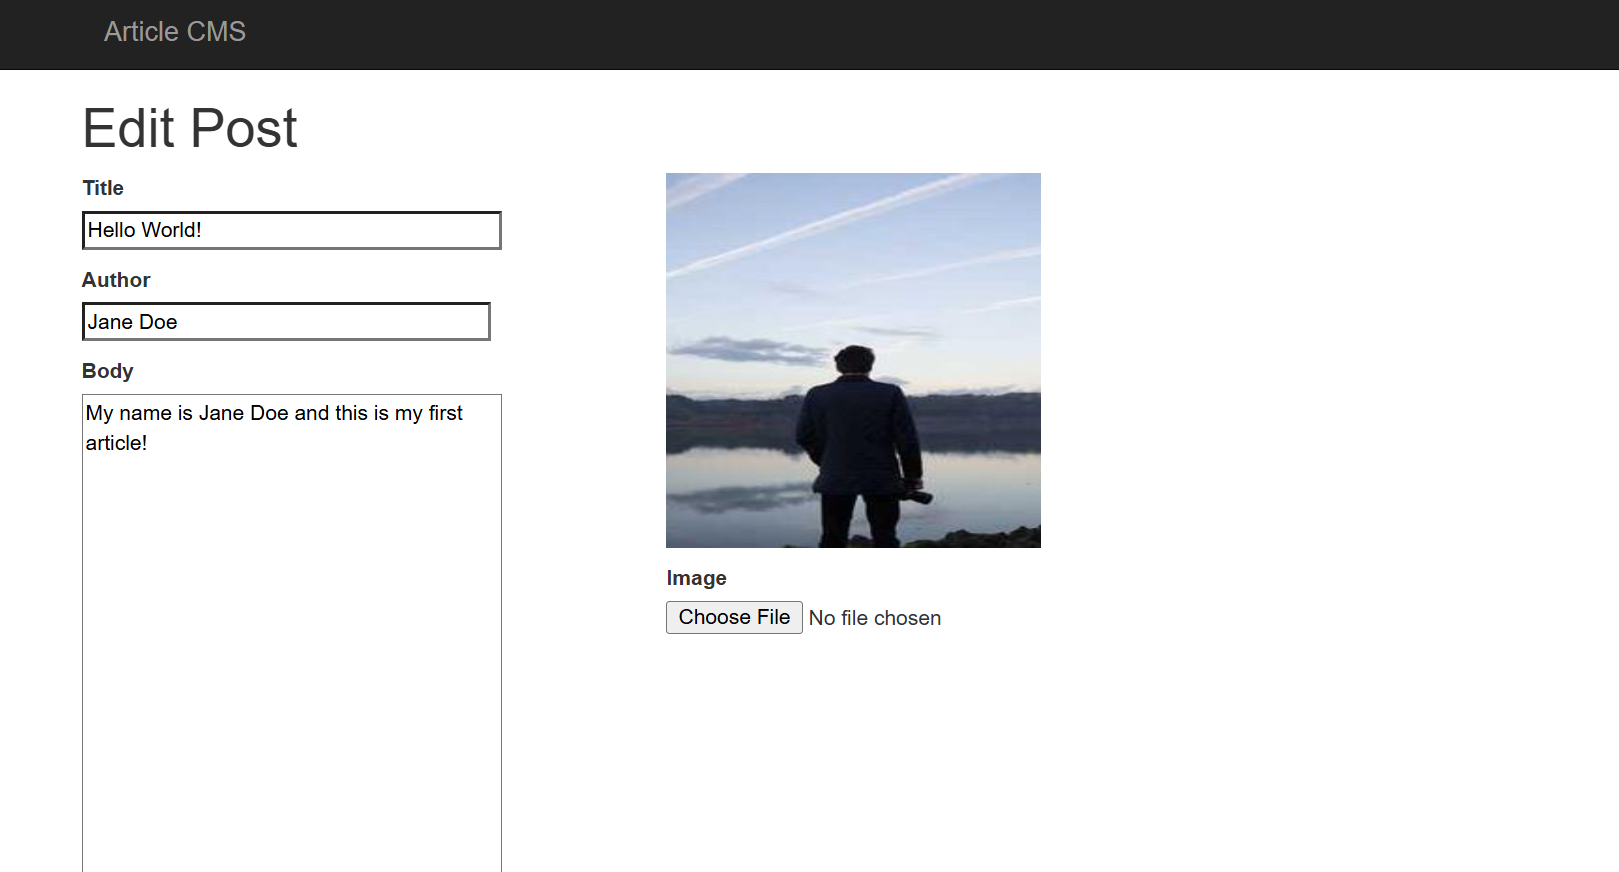 Article CMS
Edit Post
Title
Hello World!
Author
Jane Doe
Body
My name is Jane Doe and this is my first
article!
Image
Choose File No file chosen